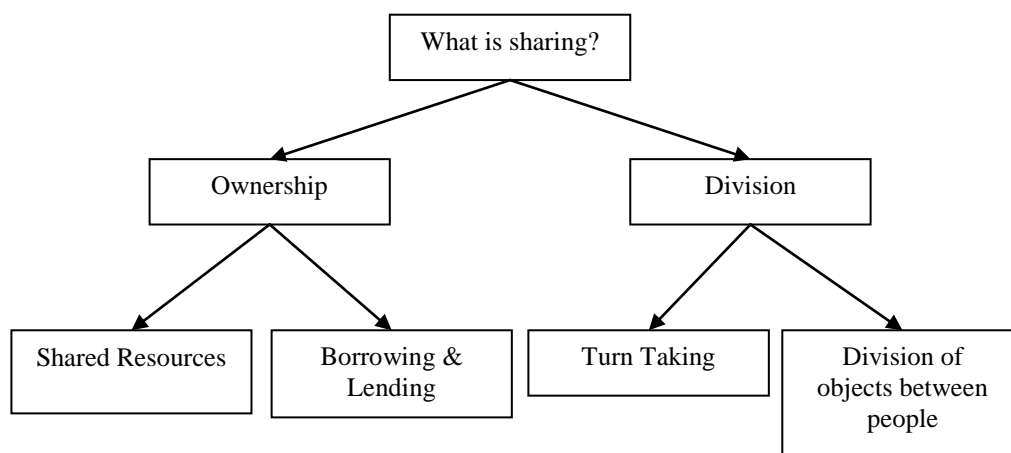 What is sharing?
Ownership
Division
Shared Resources
Borrowing &
Lending
Turn Taking
Division of
objects between
people